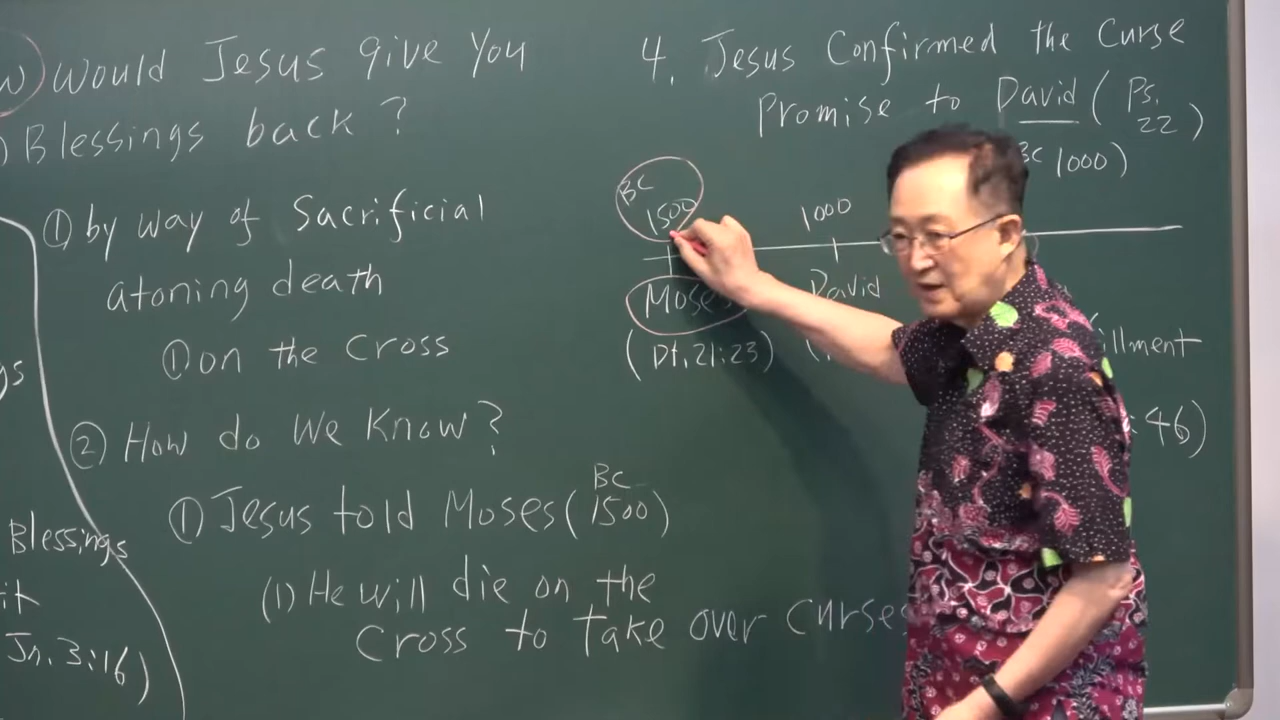 Would Jesus give You
Blessings back?
① by way of Sacrificial
atoning death
① on the Cross
② How do We Know?
① Jesus told Moses (BC 1500)
(1) He will die on the
Cross to take over Curses
Blessings
Jn. 3:16)
4. Jesus Confirmed the Curse
Promise to David (Ps. 22)
BC 1000)
BC 1500
1000
Moses
David
(Dt. 21:23)
:46)